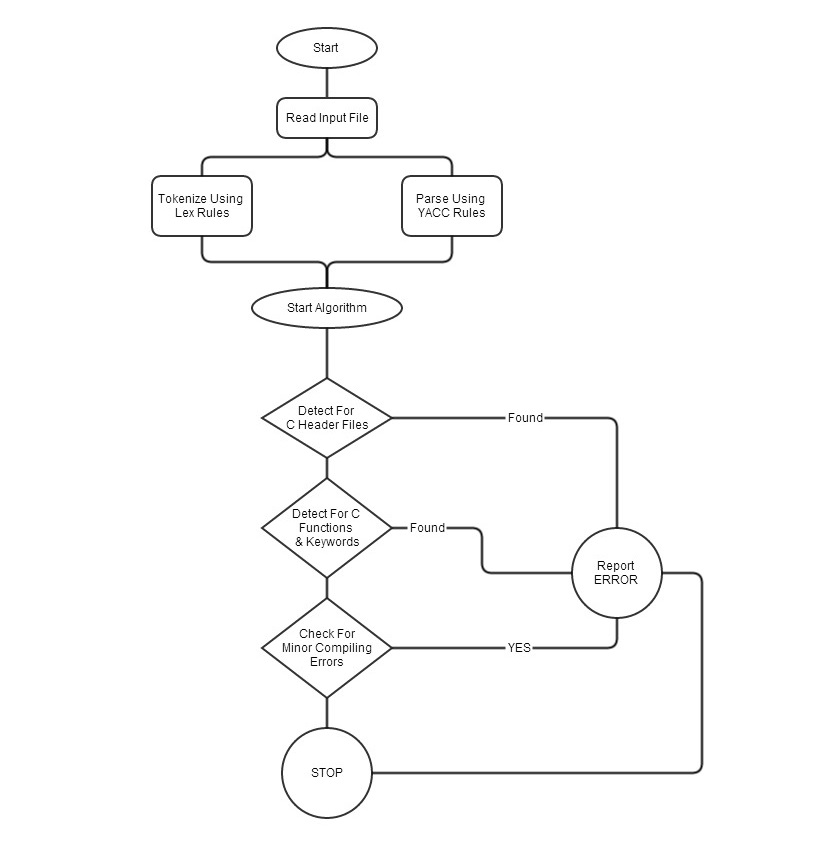 Start
Read Input File
Tokenize Using
Lex Rules
Parse Using
YACC Rules
Start Algorithm
Detect For
C Header Files
Found
Detect For C
Functions
& Keywords
Found
Report
ERROR
Check For
Minor Compiling
Errors
YES
STOP